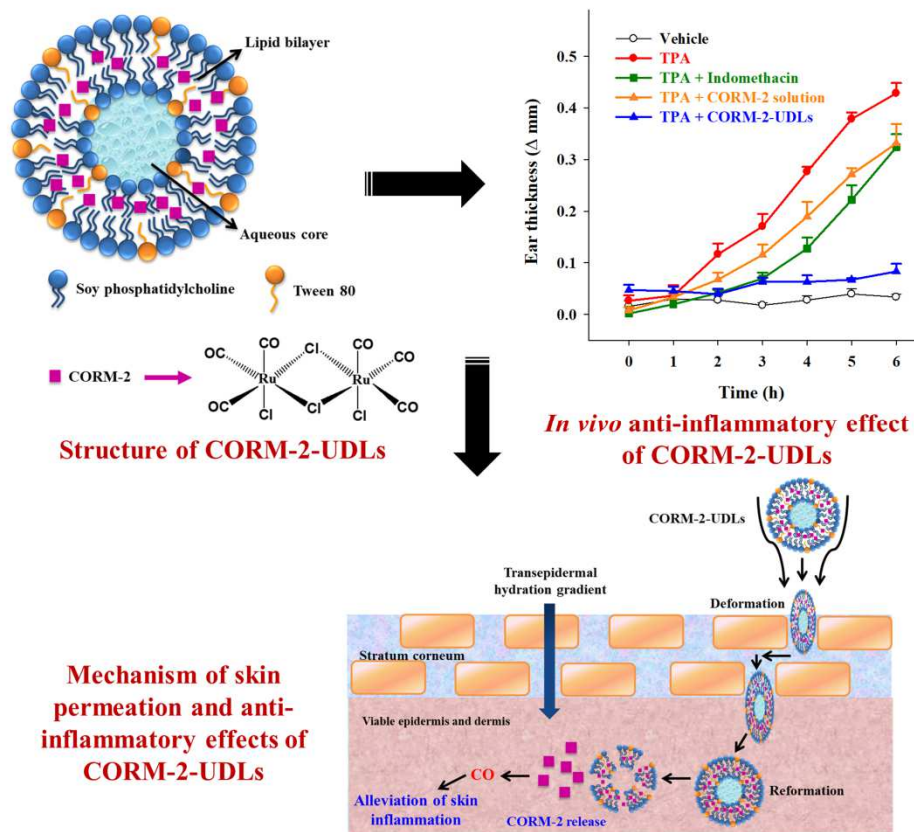 Lipid bilayer
Aqueous core
Soy phosphatidylcholine
Tween 80
CORM-2
CO
CO
OC
Cl
CO
Ru
Ru
OC
Cl
CO
Cl
Cl
Structure of CORM-2-UDLs
Vehicle
TPA
TPA + Indomethacin
TPA + CORM-2 solution
TPA + CORM-2-UDLs
Ear thickness (Δ mm)
0.5
0.4
0.3
0.2
0.1
0.0
0 1 2 3 4 5 6
Time (h)
In vivo anti-inflammatory effect
of CORM-2-UDLs
Mechanism of skin
permeation and anti-
inflammatory effects of
CORM-2-UDLs
CORM-2-UDLs
Transepidermal
hydration gradient
Deformation
Stratum corneum
Viable epidermis and dermis
Reformation
CORM-2 release
CO
Alleviation of skin
inflammation